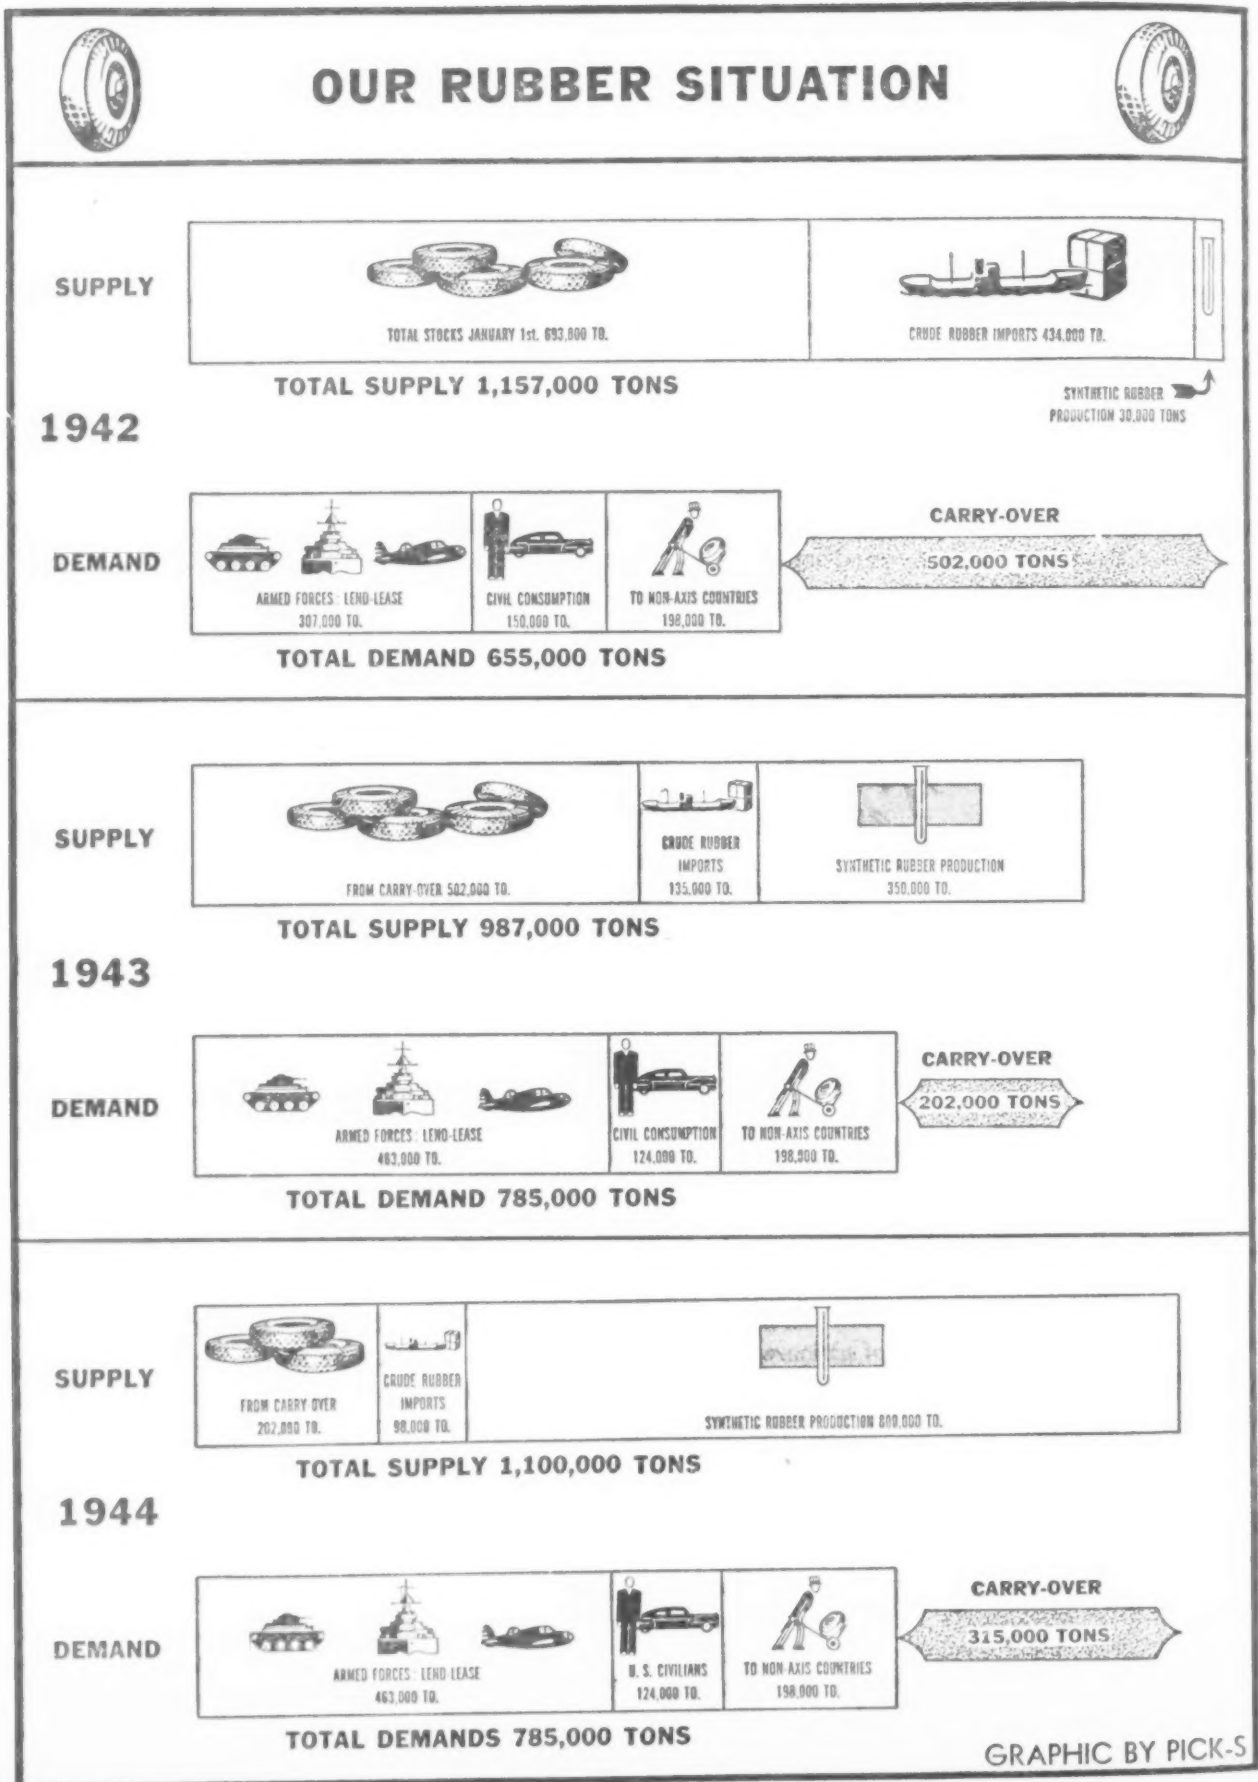 OUR RUBBER SITUATION
SUPPLY
TOTAL STOCKS JANUARY 1st. 693,000 TO.
CRUDE RUBBER IMPORTS 434,000 TO.
TOTAL SUPPLY 1,157,000 TONS
SYNTHETIC RUBBER
PRODUCTION 30,000 TONS
1942
DEMAND
ARMED FORCES: LEND-LEASE
307,000 TO.
CIVIL CONSUMPTION
150,000 TO.
TO NON-AXIS COUNTRIES
198,000 TO.
CARRY-OVER
502,000 TONS
TOTAL DEMAND 655,000 TONS
SUPPLY
FROM CARRY-OVER 502,000 TO.
CRUDE RUBBER
IMPORTS
135,000 TO.
SYNTHETIC RUBBER PRODUCTION
350,000 TO.
TOTAL SUPPLY 987,000 TONS
1943
DEMAND
ARMED FORCES: LEND-LEASE
463,000 TO.
CIVIL CONSUMPTION
124,000 TO.
TO NON-AXIS COUNTRIES
198,000 TO.
CARRY-OVER
202,000 TONS
TOTAL DEMAND 785,000 TONS
SUPPLY
FROM CARRY-OVER
202,000 TO.
CRUDE RUBBER
IMPORTS
98,000 TO.
SYNTHETIC RUBBER PRODUCTION 800,000 TO.
TOTAL SUPPLY 1,100,000 TONS
1944
DEMAND
ARMED FORCES: LEND-LEASE
463,000 TO.
U. S. CIVILIANS
124,000 TO.
TO NON-AXIS COUNTRIES
198,000 TO.
CARRY-OVER
315,000 TONS
TOTAL DEMANDS 785,000 TONS
GRAPHIC BY PICK-S